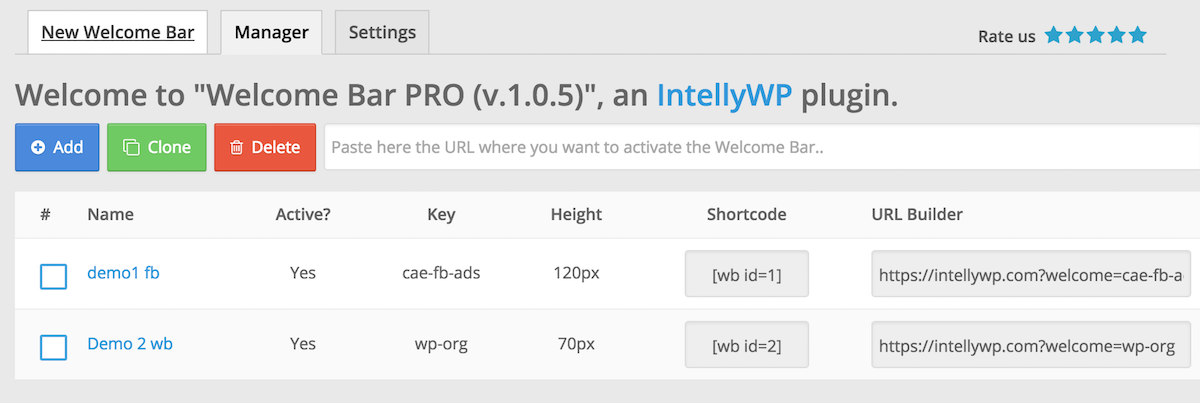 New Welcome Bar Manager Settings Rate us
Welcome to "Welcome Bar PRO (v.1.0.5)", an IntellyWP plugin.
Add Clone Delete Paste here the URL where you want to activate the Welcome Bar..
# Name Active? Key Height Shortcode URL Builder
demo1 fb Yes cae-fb-ads 120px [wb id=1] https://intellywp.com?welcome=cae-fb-a
Demo 2 wb Yes wp-org 70px [wb id=2] https://intellywp.com?welcome=wp-org